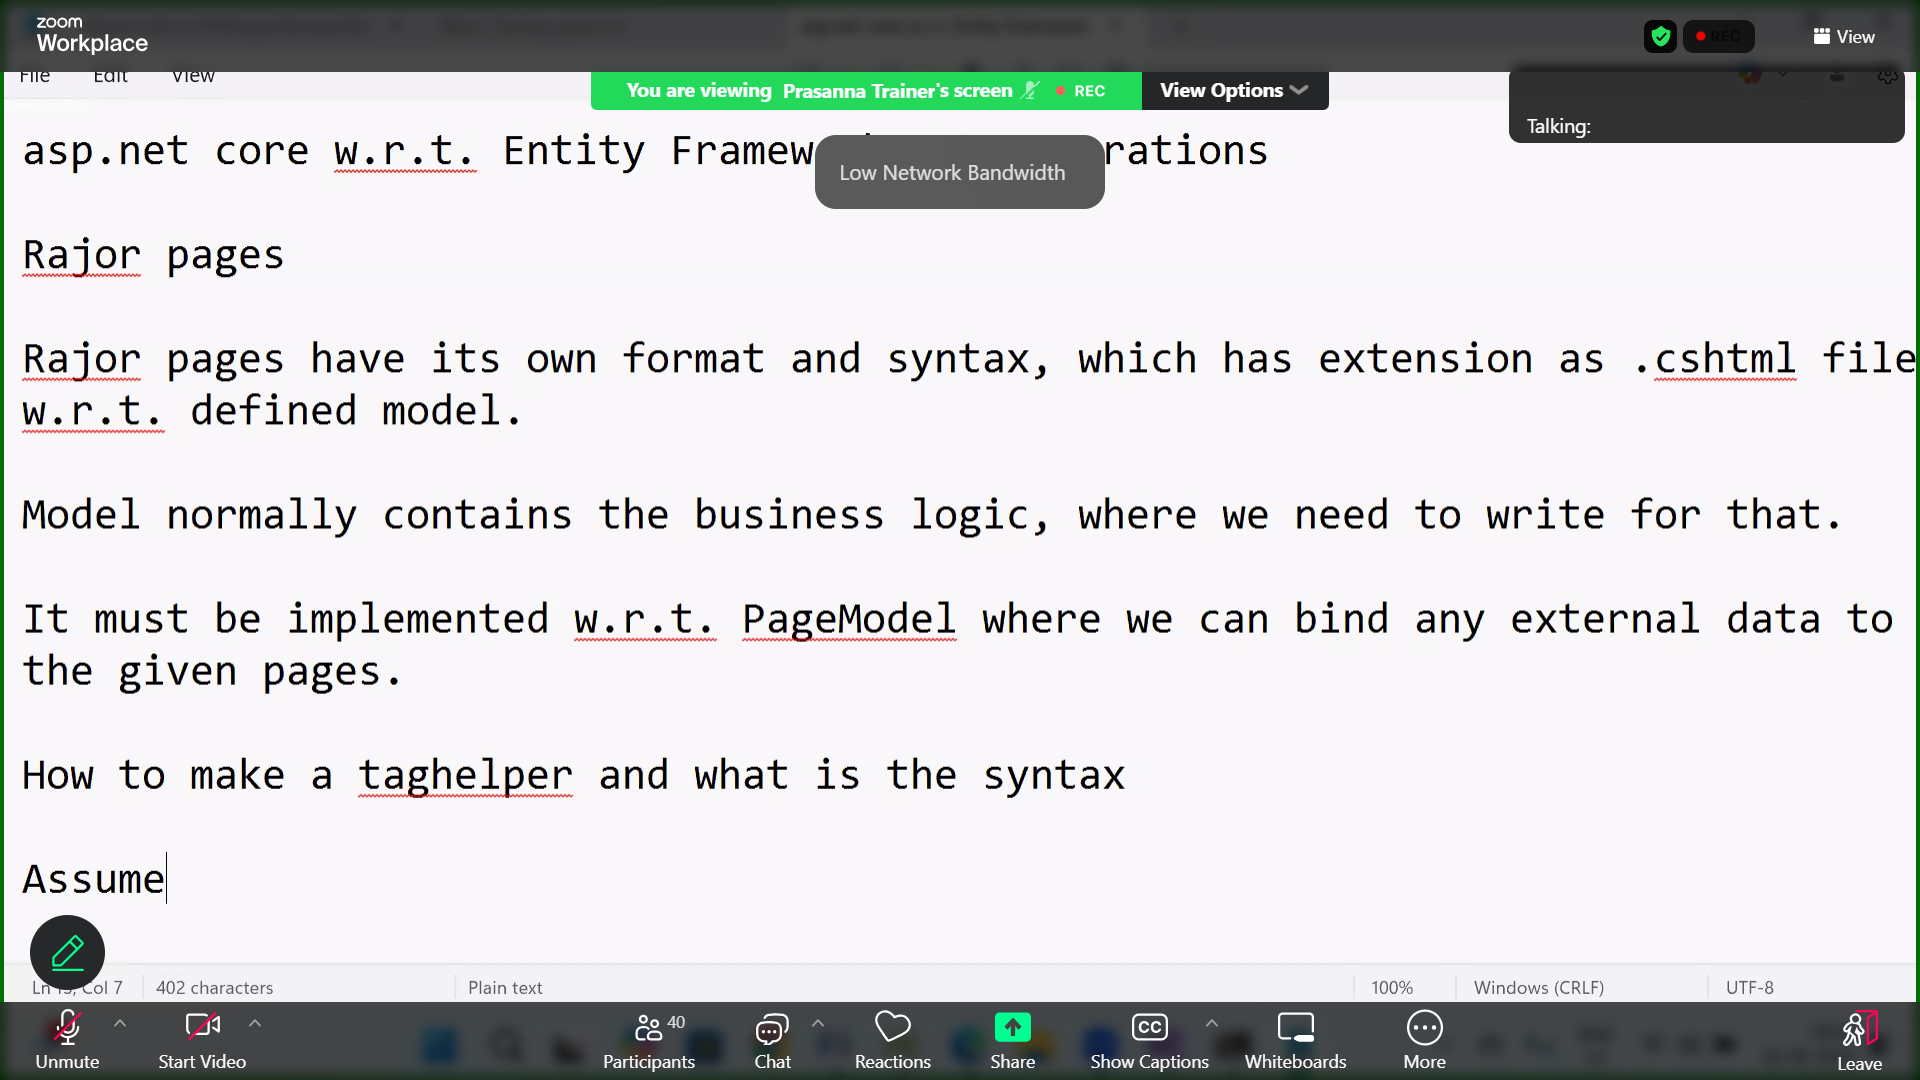 zoom
Workplace
REC
View
File Edit View
You are viewing Prasanna Trainer's screen REC View Options
Talking:
asp.net core w.r.t. Entity Framew rations
Low Network Bandwidth
Rajor pages
Rajor pages have its own format and syntax, which has extension as .cshtml file
w.r.t. defined model.
Model normally contains the business logic, where we need to write for that.
It must be implemented w.r.t. PageModel where we can bind any external data to
the given pages.
How to make a taghelper and what is the syntax
Assume
Ln Col 7 402 characters Plain text 100% Windows (CRLF) UTF-8
40
CC
Unmute Start Video Participants Chat Reactions Share Show Captions Whiteboards More Leave